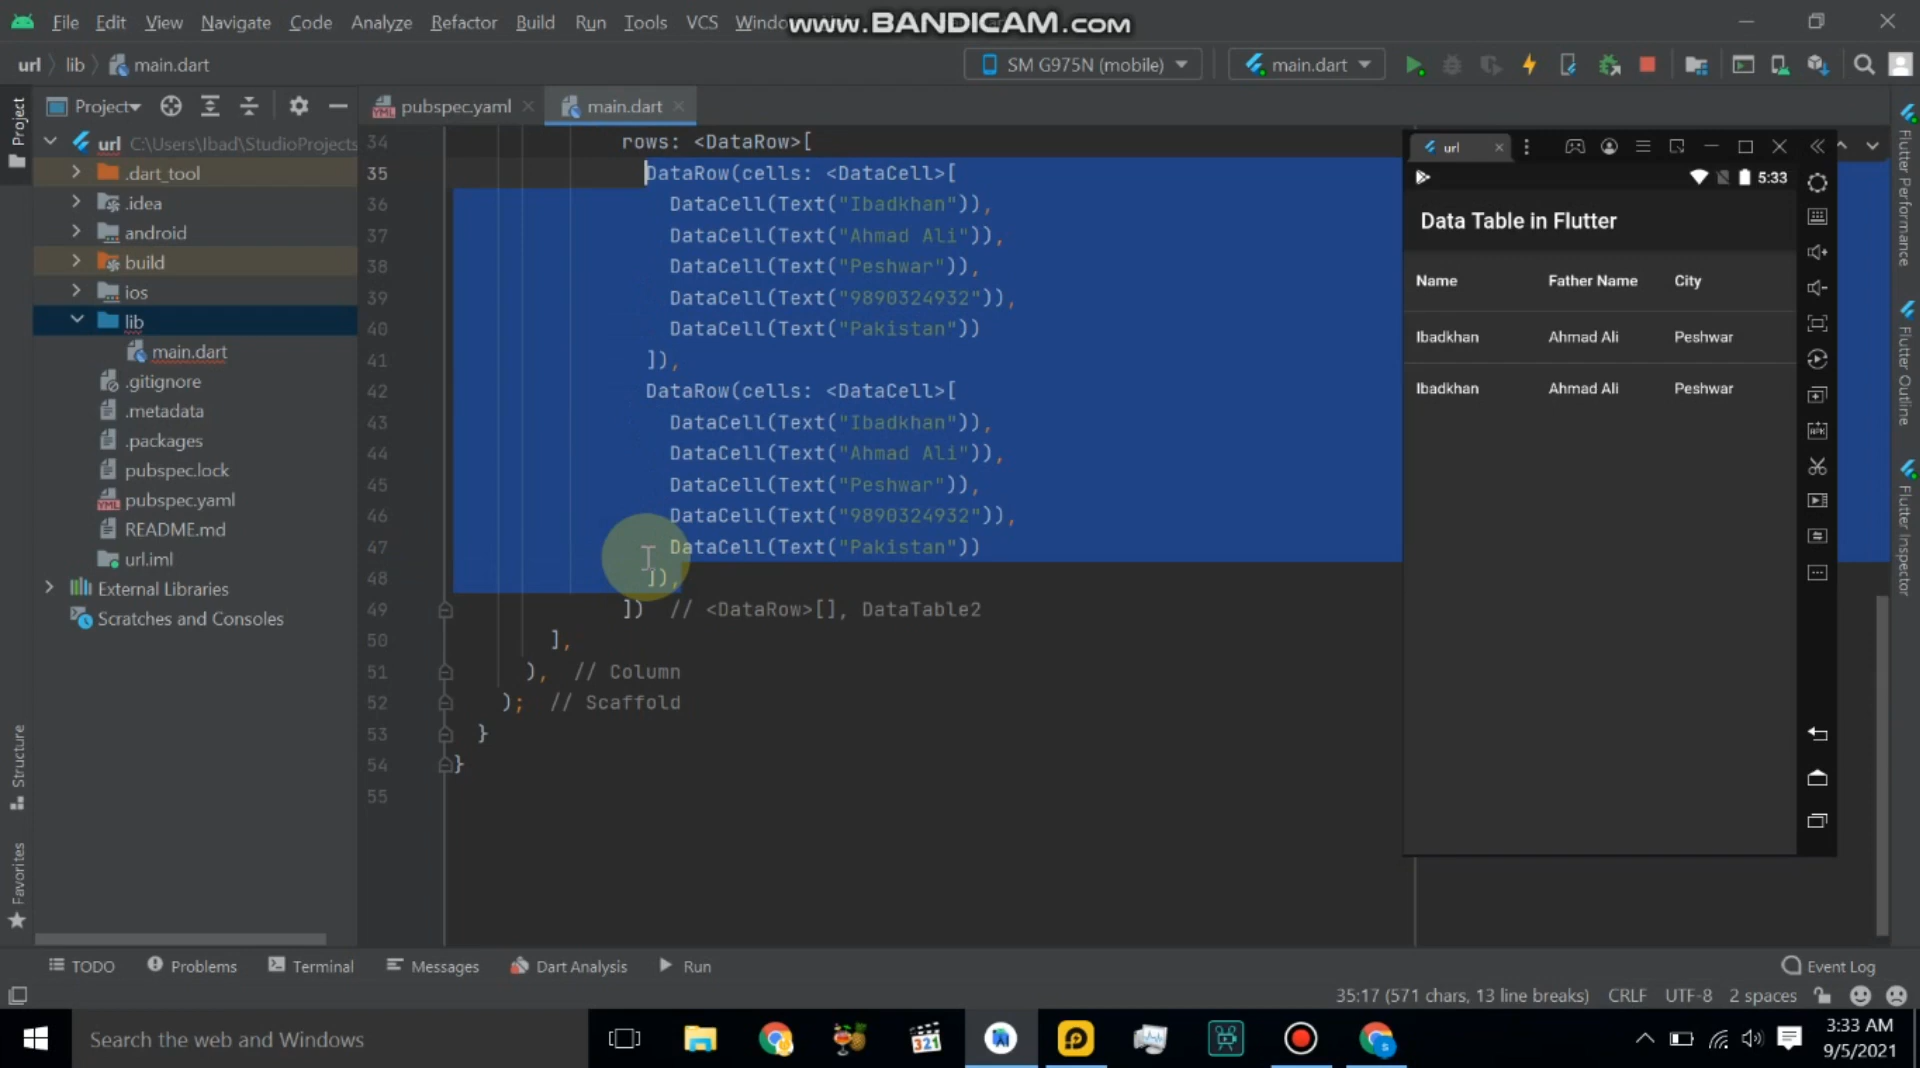 File Edit View Navigate Code Analyze Refactor Build Run Tools VCS Window
www.BANDICAM.com
url lib main.dart
SM G975N (mobile)
main.dart
Project
pubspec.yaml
main.dart
Project
url C:\Users\Ibad\StudioProjects
.dart_tool
.idea
android
build
ios
lib
main.dart
.gitignore
.metadata
.packages
pubspec.lock
pubspec.yaml
README.md
url.iml
External Libraries
Scratches and Consoles
Structure
Favorites
34 rows: <DataRow>[
35 DataRow(cells: <DataCell>[
36 DataCell(Text("Ibadkhan")),
37 DataCell(Text("Ahmad Ali")),
38 DataCell(Text("Peshwar")),
39 DataCell(Text("9890324932")),
40 DataCell(Text("Pakistan"))
41 ]),
42 DataRow(cells: <DataCell>[
43 DataCell(Text("Ibadkhan")),
44 DataCell(Text("Ahmad Ali")),
45 DataCell(Text("Peshwar")),
46 DataCell(Text("9890324932")),
47 DataCell(Text("Pakistan"))
48 ]),
49 ]) // <DataRow>[], DataTable2
50 ],
51 ), // Column
52 ); // Scaffold
53 }
54 }
55
url
5:33
Data Table in Flutter
Name Father Name City
Ibadkhan Ahmad Ali Peshwar
Ibadkhan Ahmad Ali Peshwar
Flutter Performance
Flutter Outline
Flutter Inspector
TODO Problems Terminal Messages Dart Analysis Run Event Log
35:17 (571 chars, 13 line breaks) CRLF UTF-8 2 spaces
Search the web and Windows
321
3:33 AM
9/5/2021